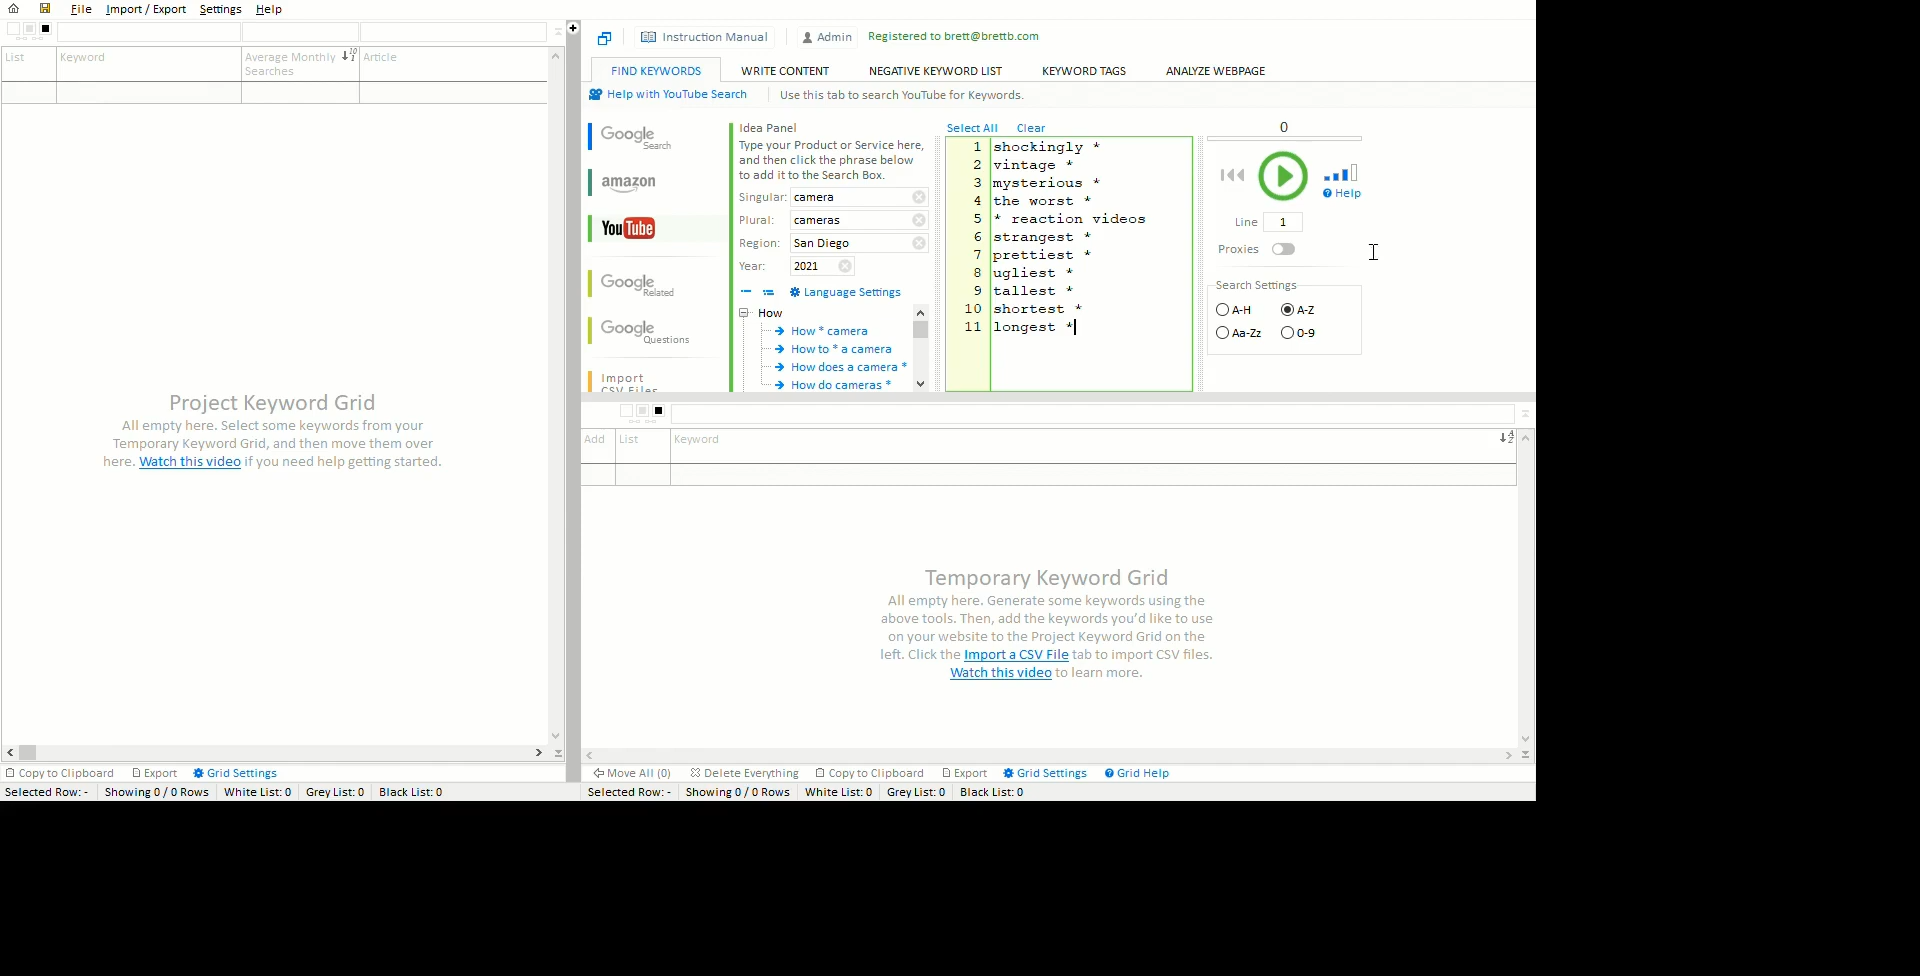 File Import / Export Settings Help
List Keyword Average Monthly Searches Article
Project Keyword Grid
All empty here. Select some keywords from your
Temporary Keyword Grid, and then move them over
here. Watch this video if you need help getting started.
Copy to Clipboard Export Grid Settings
Selected Row: - Showing 0 / 0 Rows White List: 0 Grey List: 0 Black List: 0
Instruction Manual Admin Registered to brett@brettb.com
FIND KEYWORDS WRITE CONTENT NEGATIVE KEYWORD LIST KEYWORD TAGS ANALYZE WEBPAGE
Help with YouTube Search Use this tab to search YouTube for Keywords.
Google Search
amazon
YouTube
Google Related
Google Questions
Import
CSV Files
Idea Panel
Type your Product or Service here,
and then click the phrase below
to add it to the Search Box.
Singular: camera
Plural: cameras
Region: San Diego
Year: 2021
Language Settings
How
How * camera
How to * a camera
How does a camera *
How do cameras *
Select All Clear
1 shockingly *
2 vintage *
3 mysterious *
4 the worst *
5 * reaction videos
6 strangest *
7 prettiest *
8 ugliest *
9 tallest *
10 shortest *
11 longest *
0
Help
Line 1
Proxies
Search Settings
A-H A-Z
Aa-Zz 0-9
Add List Keyword
Temporary Keyword Grid
All empty here. Generate some keywords using the
above tools. Then, add the keywords you'd like to use
on your website to the Project Keyword Grid on the
left. Click the Import a CSV File tab to import CSV files.
Watch this video to learn more.
Move All (0) Delete Everything Copy to Clipboard Export Grid Settings Grid Help
Selected Row: - Showing 0 / 0 Rows White List: 0 Grey List: 0 Black List: 0